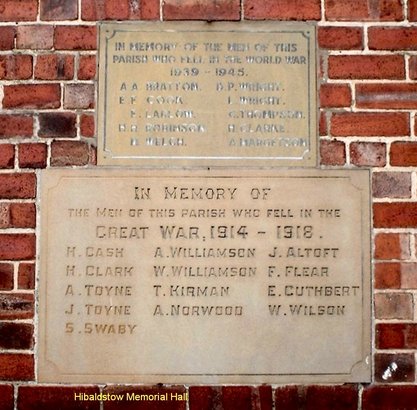 IN MEMORY OF THE MEN OF THIS
PARISH WHO FELL IN THE WORLD WAR
1939 - 1945.
A. A. BRATTON. D. P. WRIGHT.
E. F. COOK. L. WRIGHT.
F. G. THOMPSON.
H. R. ROBINSON R. CLARKE.
H. WELCH. A. MARGETSON
IN MEMORY OF
THE MEN OF THIS PARISH WHO FELL IN THE
GREAT WAR, 1914 - 1918.
H. CASH A. WILLIAMSON J. ALTOFT
H. CLARK W. WILLIAMSON F. FLEAR
A. TOYNE T. KIRMAN E. CUTHBERT
J. TOYNE A. NORWOOD W. WILSON
S. SWABY
Hibaldstow Memorial Hall.